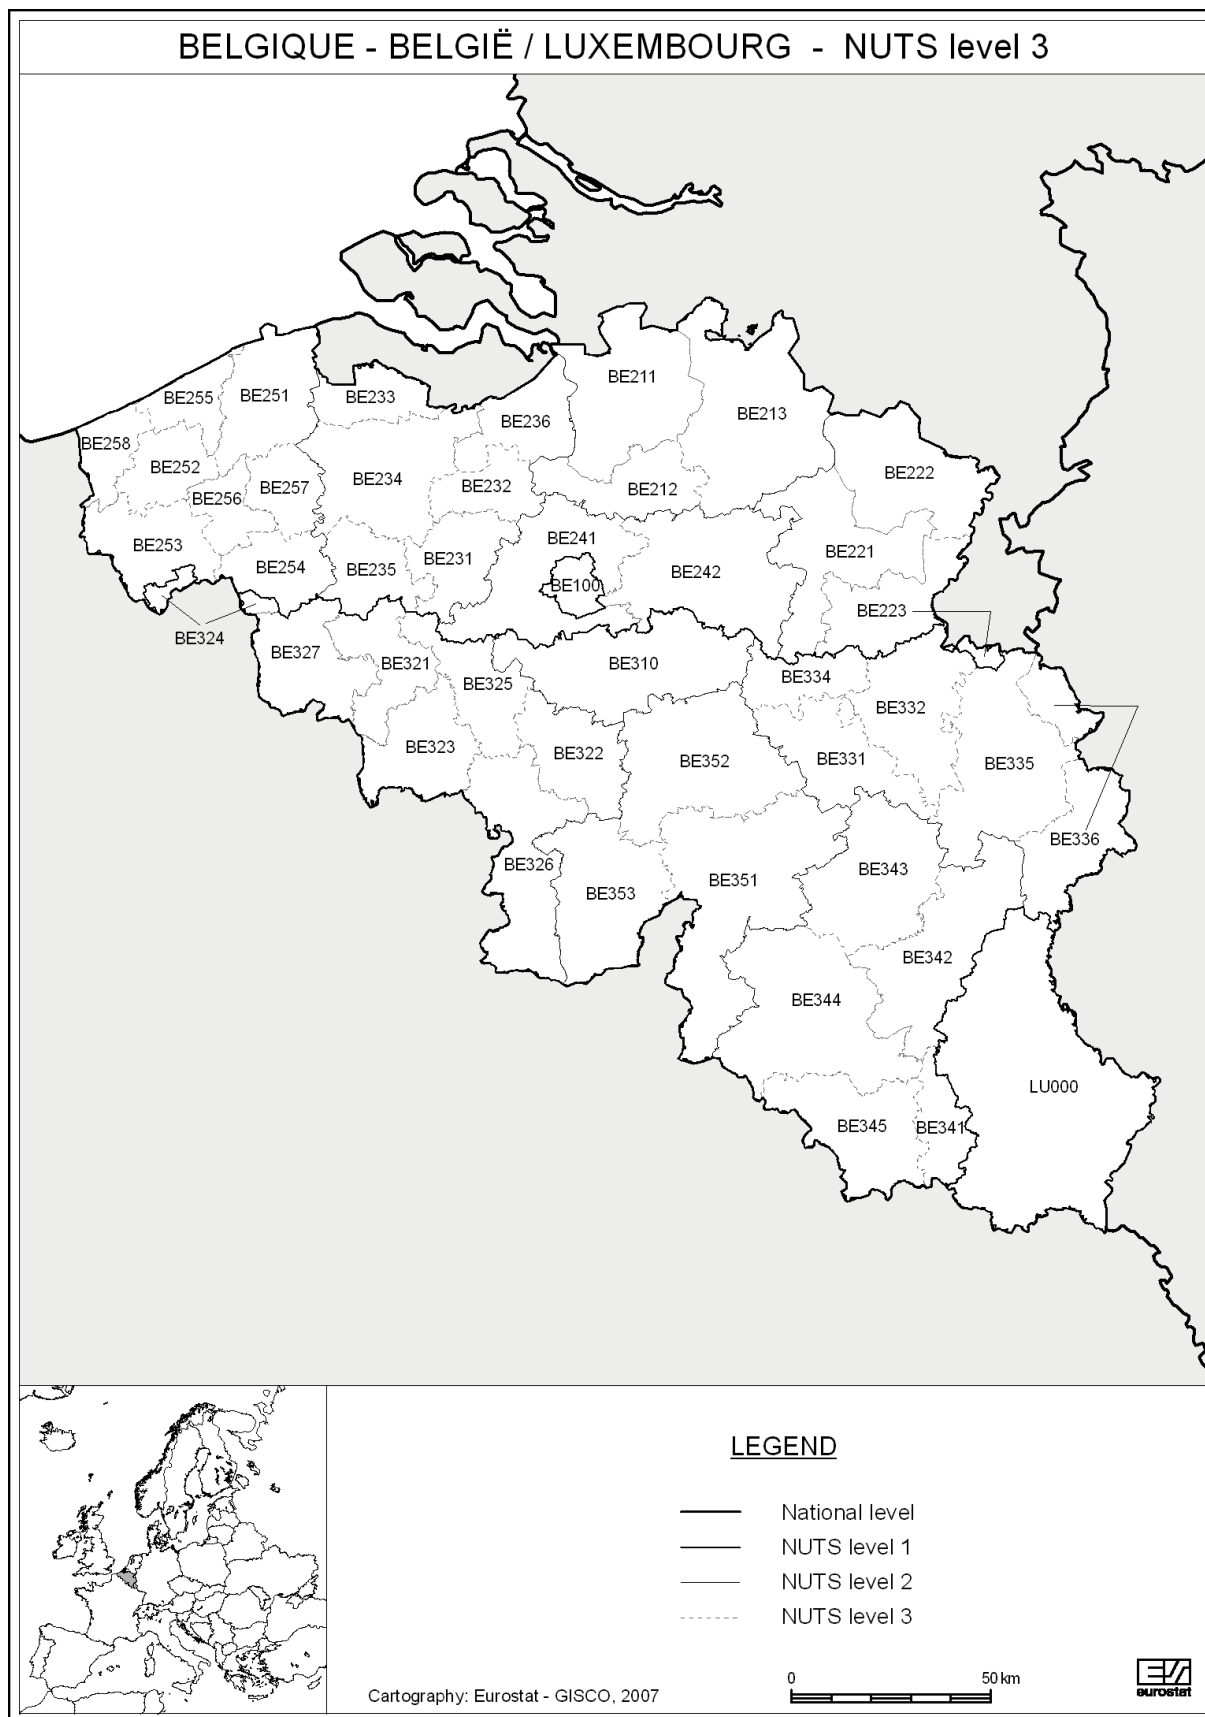 BELGIQUE - BELGIË / LUXEMBOURG - NUTS level 3
BE211
BE255
BE251
BE233
BE236
BE213
BE258
BE252
BE234
BE222
BE256
BE257
BE232
BE212
BE253
BE241
BE221
BE254
BE235
BE231
BE100
BE242
BE223
BE324
BE327
BE321
BE310
BE325
BE334
BE332
BE323
BE322
BE352
BE331
BE335
BE336
BE326
BE353
BE351
BE343
BE342
BE344
LU000
BE345
BE341
LEGEND
National level
NUTS level 1
NUTS level 2
NUTS level 3
0 50 km
Cartography: Eurostat - GISCO, 2007
eurostat